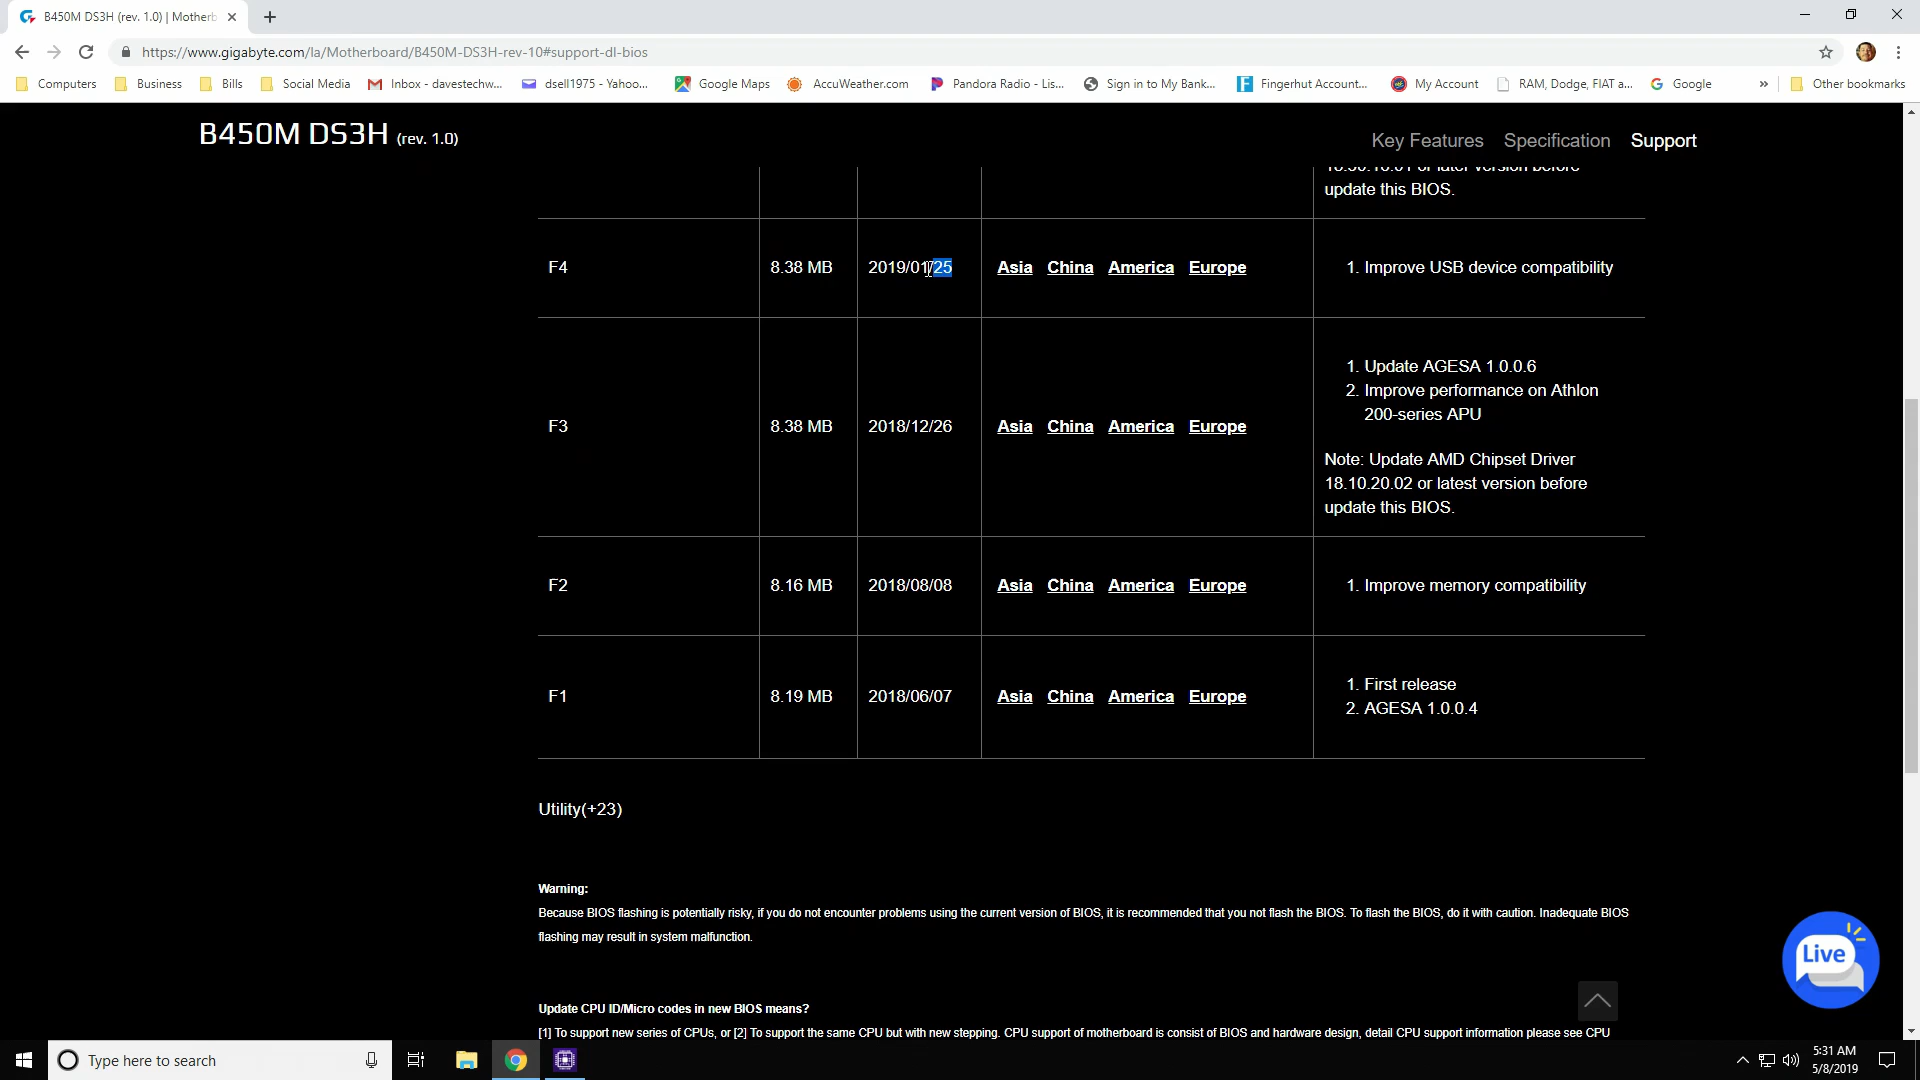 B450M DS3H (rev. 1.0) | Motherb
https://www.gigabyte.com/la/Motherboard/B450M-DS3H-rev-10#support-dl-bios
Computers Business Bills Social Media Inbox - davestechw... dsell1975 - Yahoo... Google Maps AccuWeather.com Pandora Radio - Lis... Sign in to My Bank... Fingerhut Account... My Account RAM, Dodge, FIAT a... Google » Other bookmarks
B450M DS3H (rev. 1.0)
Key Features Specification Support
or later version before
update this BIOS.
F4 8.38 MB 2019/01/25 Asia China America Europe 1. Improve USB device compatibility
F3 8.38 MB 2018/12/26 Asia China America Europe
1. Update AGESA 1.0.0.6
2. Improve performance on Athlon
200-series APU
Note: Update AMD Chipset Driver
18.10.20.02 or latest version before
update this BIOS.
F2 8.16 MB 2018/08/08 Asia China America Europe 1. Improve memory compatibility
F1 8.19 MB 2018/06/07 Asia China America Europe
1. First release
2. AGESA 1.0.0.4
Utility(+23)
Warning:
Because BIOS flashing is potentially risky, if you do not encounter problems using the current version of BIOS, it is recommended that you not flash the BIOS. To flash the BIOS, do it with caution. Inadequate BIOS
flashing may result in system malfunction.
Live
Update CPU ID/Micro codes in new BIOS means?
[1] To support new series of CPUs, or [2] To support the same CPU but with new stepping. CPU support of motherboard is consist of BIOS and hardware design, detail CPU support information please see CPU
Type here to search
5:31 AM
5/8/2019